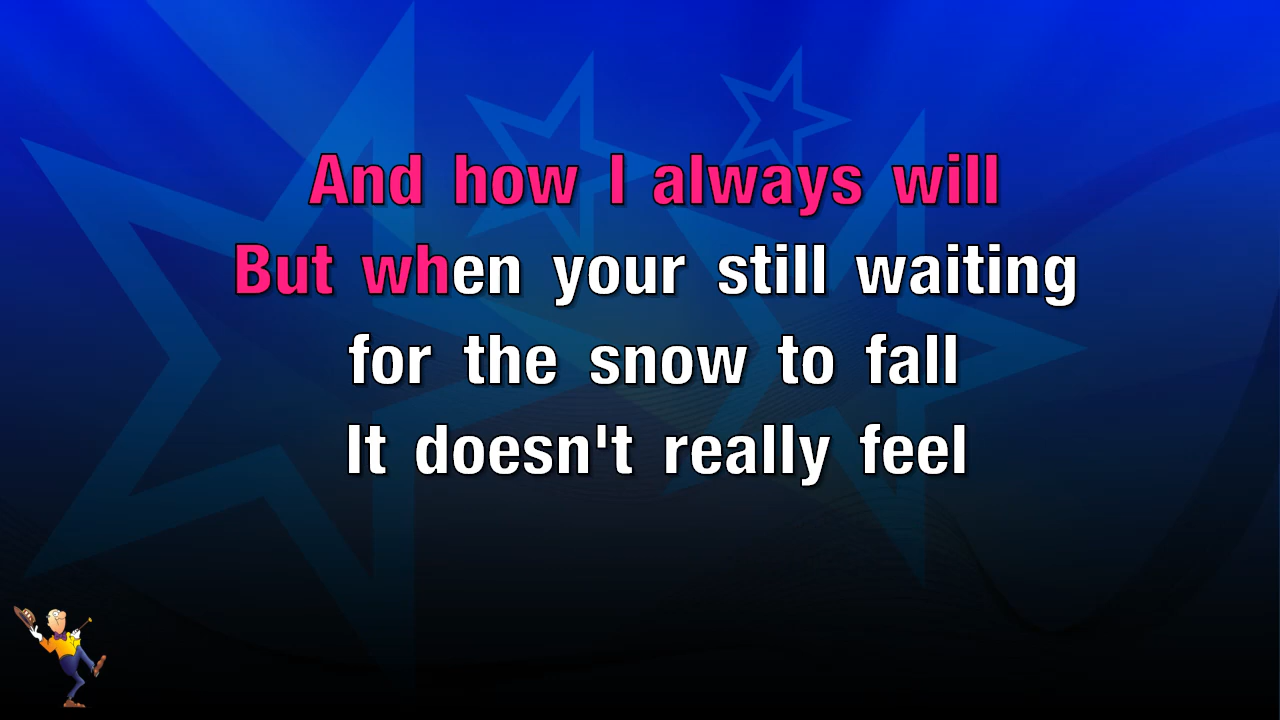 And how I always will
But when your still waiting
for the snow to fall
It doesn't really feel